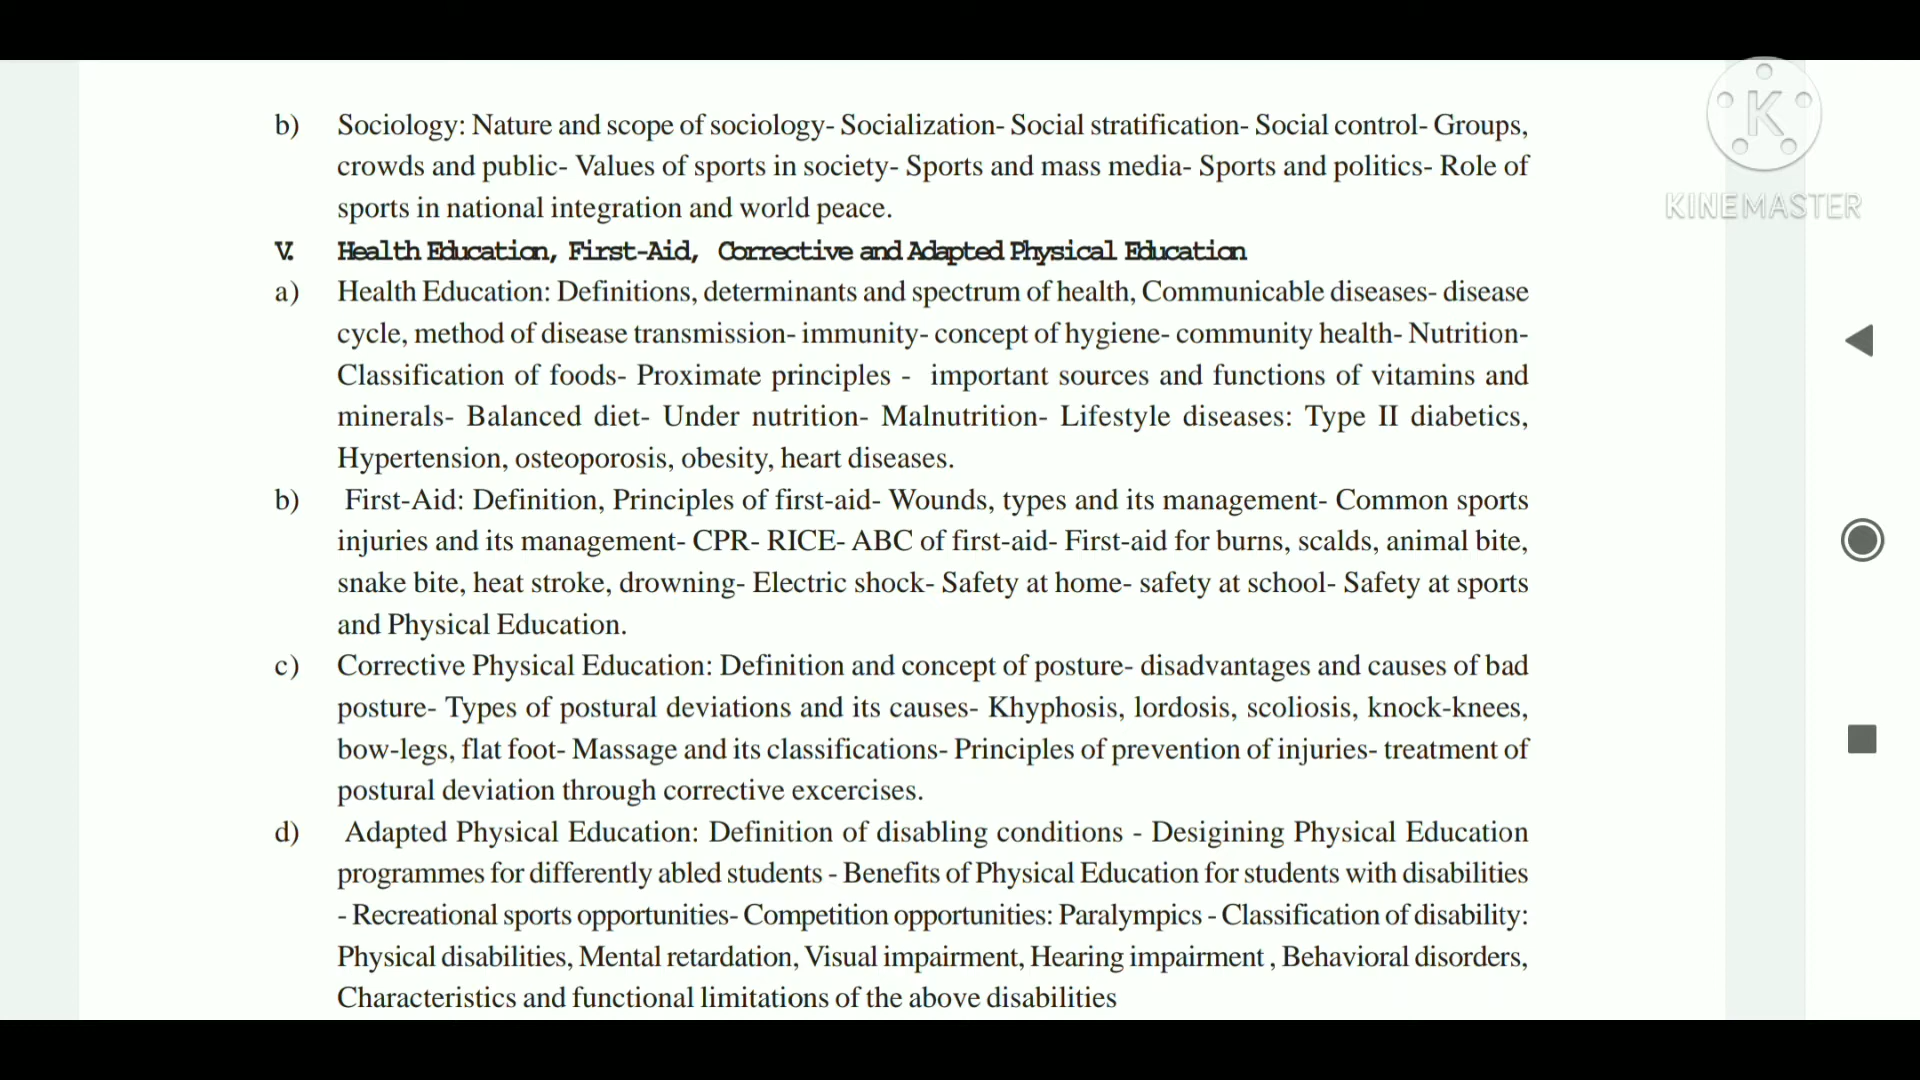 b) Sociology: Nature and scope of sociology- Socialization- Social stratification- Social control- Groups,
crowds and public- Values of sports in society- Sports and mass media- Sports and politics- Role of
sports in national integration and world peace.
V. Health Education, First-Aid, Corrective and Adapted Physical Education
a) Health Education: Definitions, determinants and spectrum of health, Communicable diseases- disease
cycle, method of disease transmission- immunity- concept of hygiene- community health- Nutrition-
Classification of foods- Proximate principles - important sources and functions of vitamins and
minerals- Balanced diet- Under nutrition- Malnutrition- Lifestyle diseases: Type II diabetics,
Hypertension, osteoporosis, obesity, heart diseases.
b) First-Aid: Definition, Principles of first-aid- Wounds, types and its management- Common sports
injuries and its management- CPR- RICE- ABC of first-aid- First-aid for burns, scalds, animal bite,
snake bite, heat stroke, drowning- Electric shock- Safety at home- safety at school- Safety at sports
and Physical Education.
c) Corrective Physical Education: Definition and concept of posture- disadvantages and causes of bad
posture- Types of postural deviations and its causes- Khyphosis, lordosis, scoliosis, knock-knees,
bow-legs, flat foot- Massage and its classifications- Principles of prevention of injuries- treatment of
postural deviation through corrective excercises.
d) Adapted Physical Education: Definition of disabling conditions - Desigining Physical Education
programmes for differently abled students - Benefits of Physical Education for students with disabilities
- Recreational sports opportunities- Competition opportunities: Paralympics - Classification of disability:
Physical disabilities, Mental retardation, Visual impairment, Hearing impairment , Behavioral disorders,
Characteristics and functional limitations of the above disabilities
K
KINEMASTER